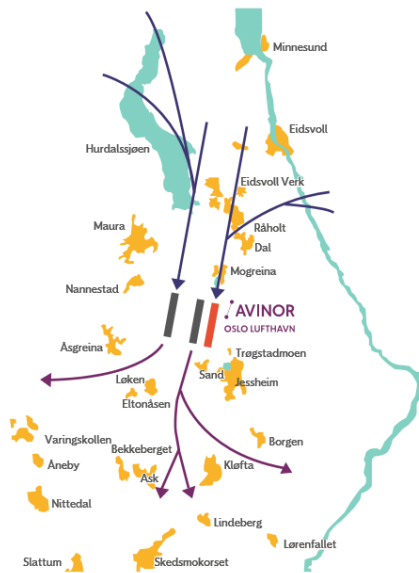 Minnesund
Eidsvoll
Hurdalssjøen
Eidsvoll Verk
Maura
Råholt
Dal
Mogreina
Nannestad
AVINOR
OSLO LUFTHAVN
Åsgreina
Trøgstadmoen
Sand
Løken
Jessheim
Eltonåsen
Varingskollen
Borgen
Bekkeberget
Åneby
Kløfta
Ask
Nittedal
Lindeberg
Lørenfallet
Slattum
Skedsmokorset